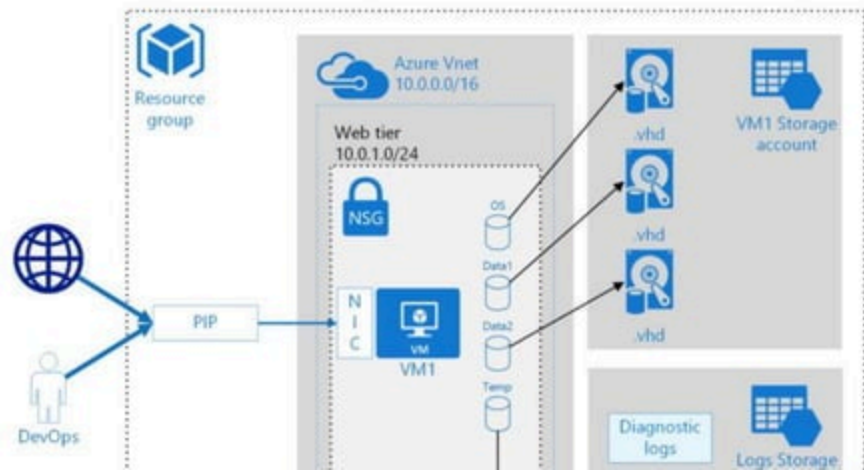 Resource
group
Azure Vnet
10.0.0.0/16
Web tier
10.0.1.0/24
NSG
OS
Data1
Data2
Temp
N
I
C
VM
VM1
PIP
DevOps
.vhd
.vhd
.vhd
VM1 Storage
account
Diagnostic
logs
Logs Storage